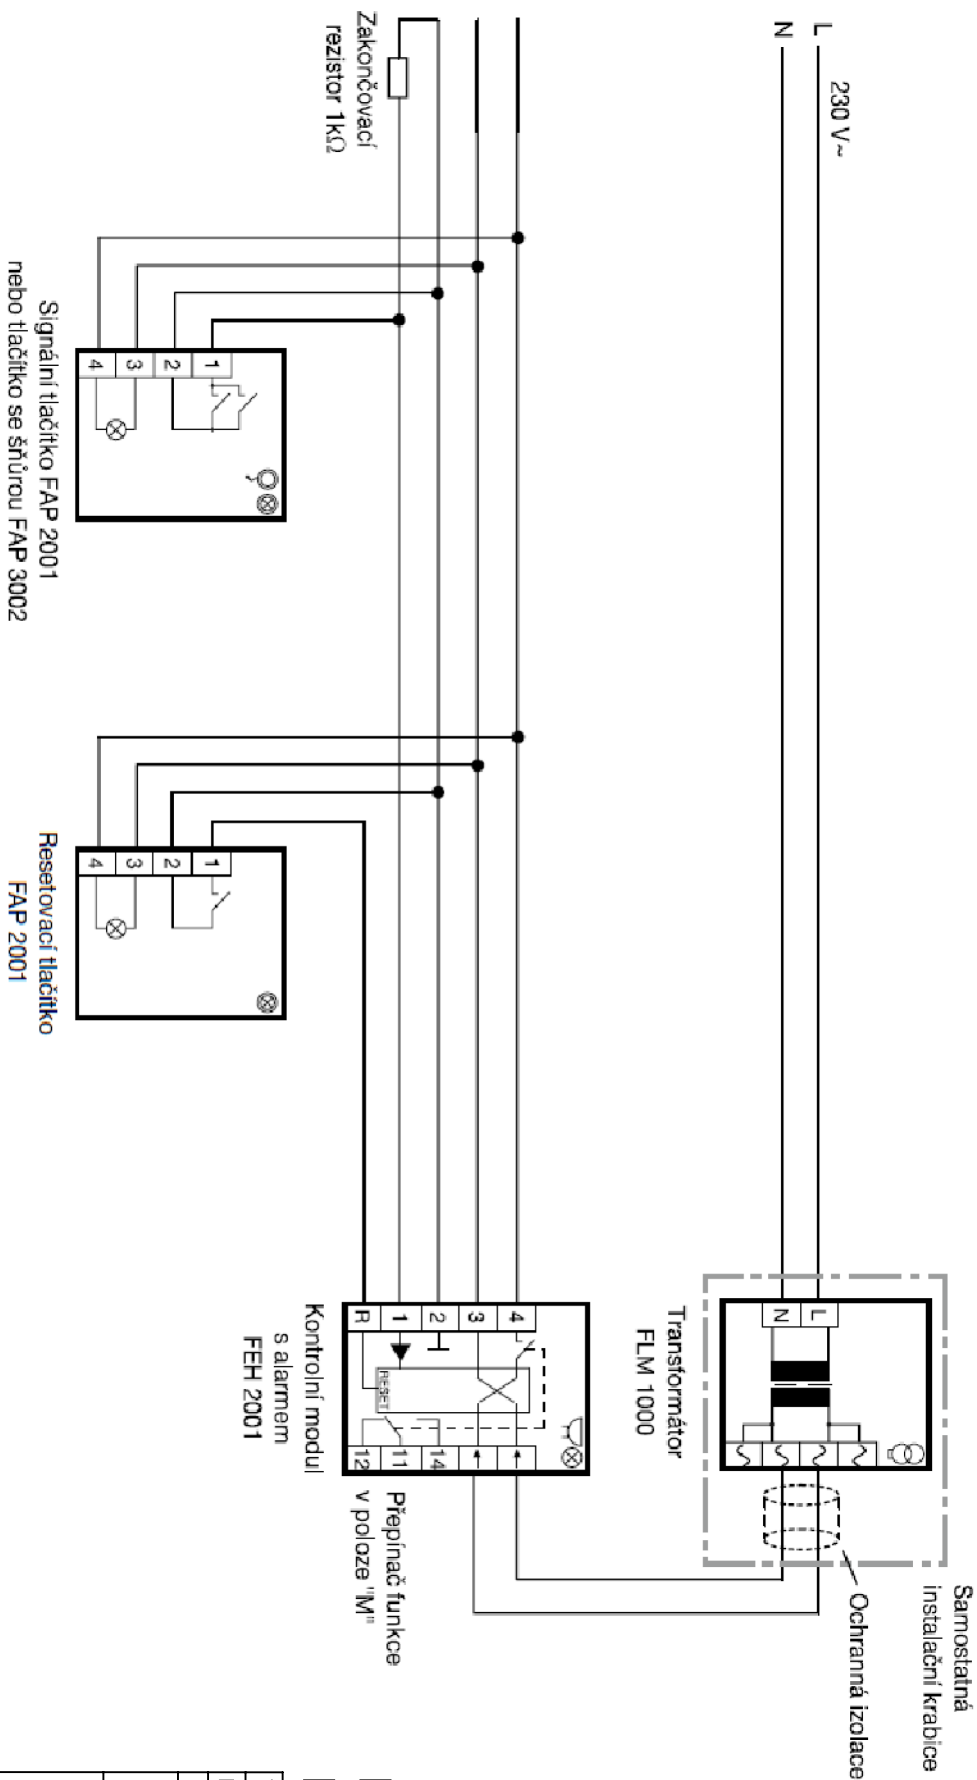 L
N
230 V~
Samostatná
instalační krabice
Ochranná izolace
L
N
Transformátor
FLM 1000
Zakončovací
rezistor 1kΩ
4
3
2
1
R
RESET
14
11
12
Kontrolní modul
s alarmem
FEH 2001
Přepínač funkce
v poloze "M"
1
2
3
4
Signální tlačítko FAP 2001
nebo tlačítko se šňůrou FAP 3002
1
2
3
4
Resetovací tlačítko
FAP 2001